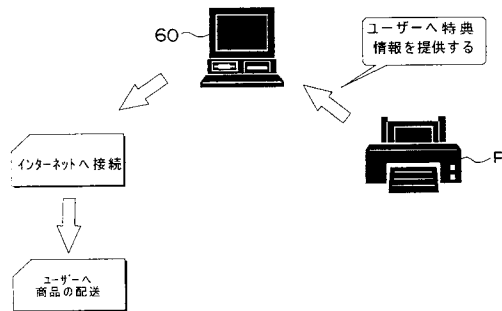 60
ユーザーへ特典
情報を提供する
P
インターネットへ接続
ユーザーへ
商品の配送